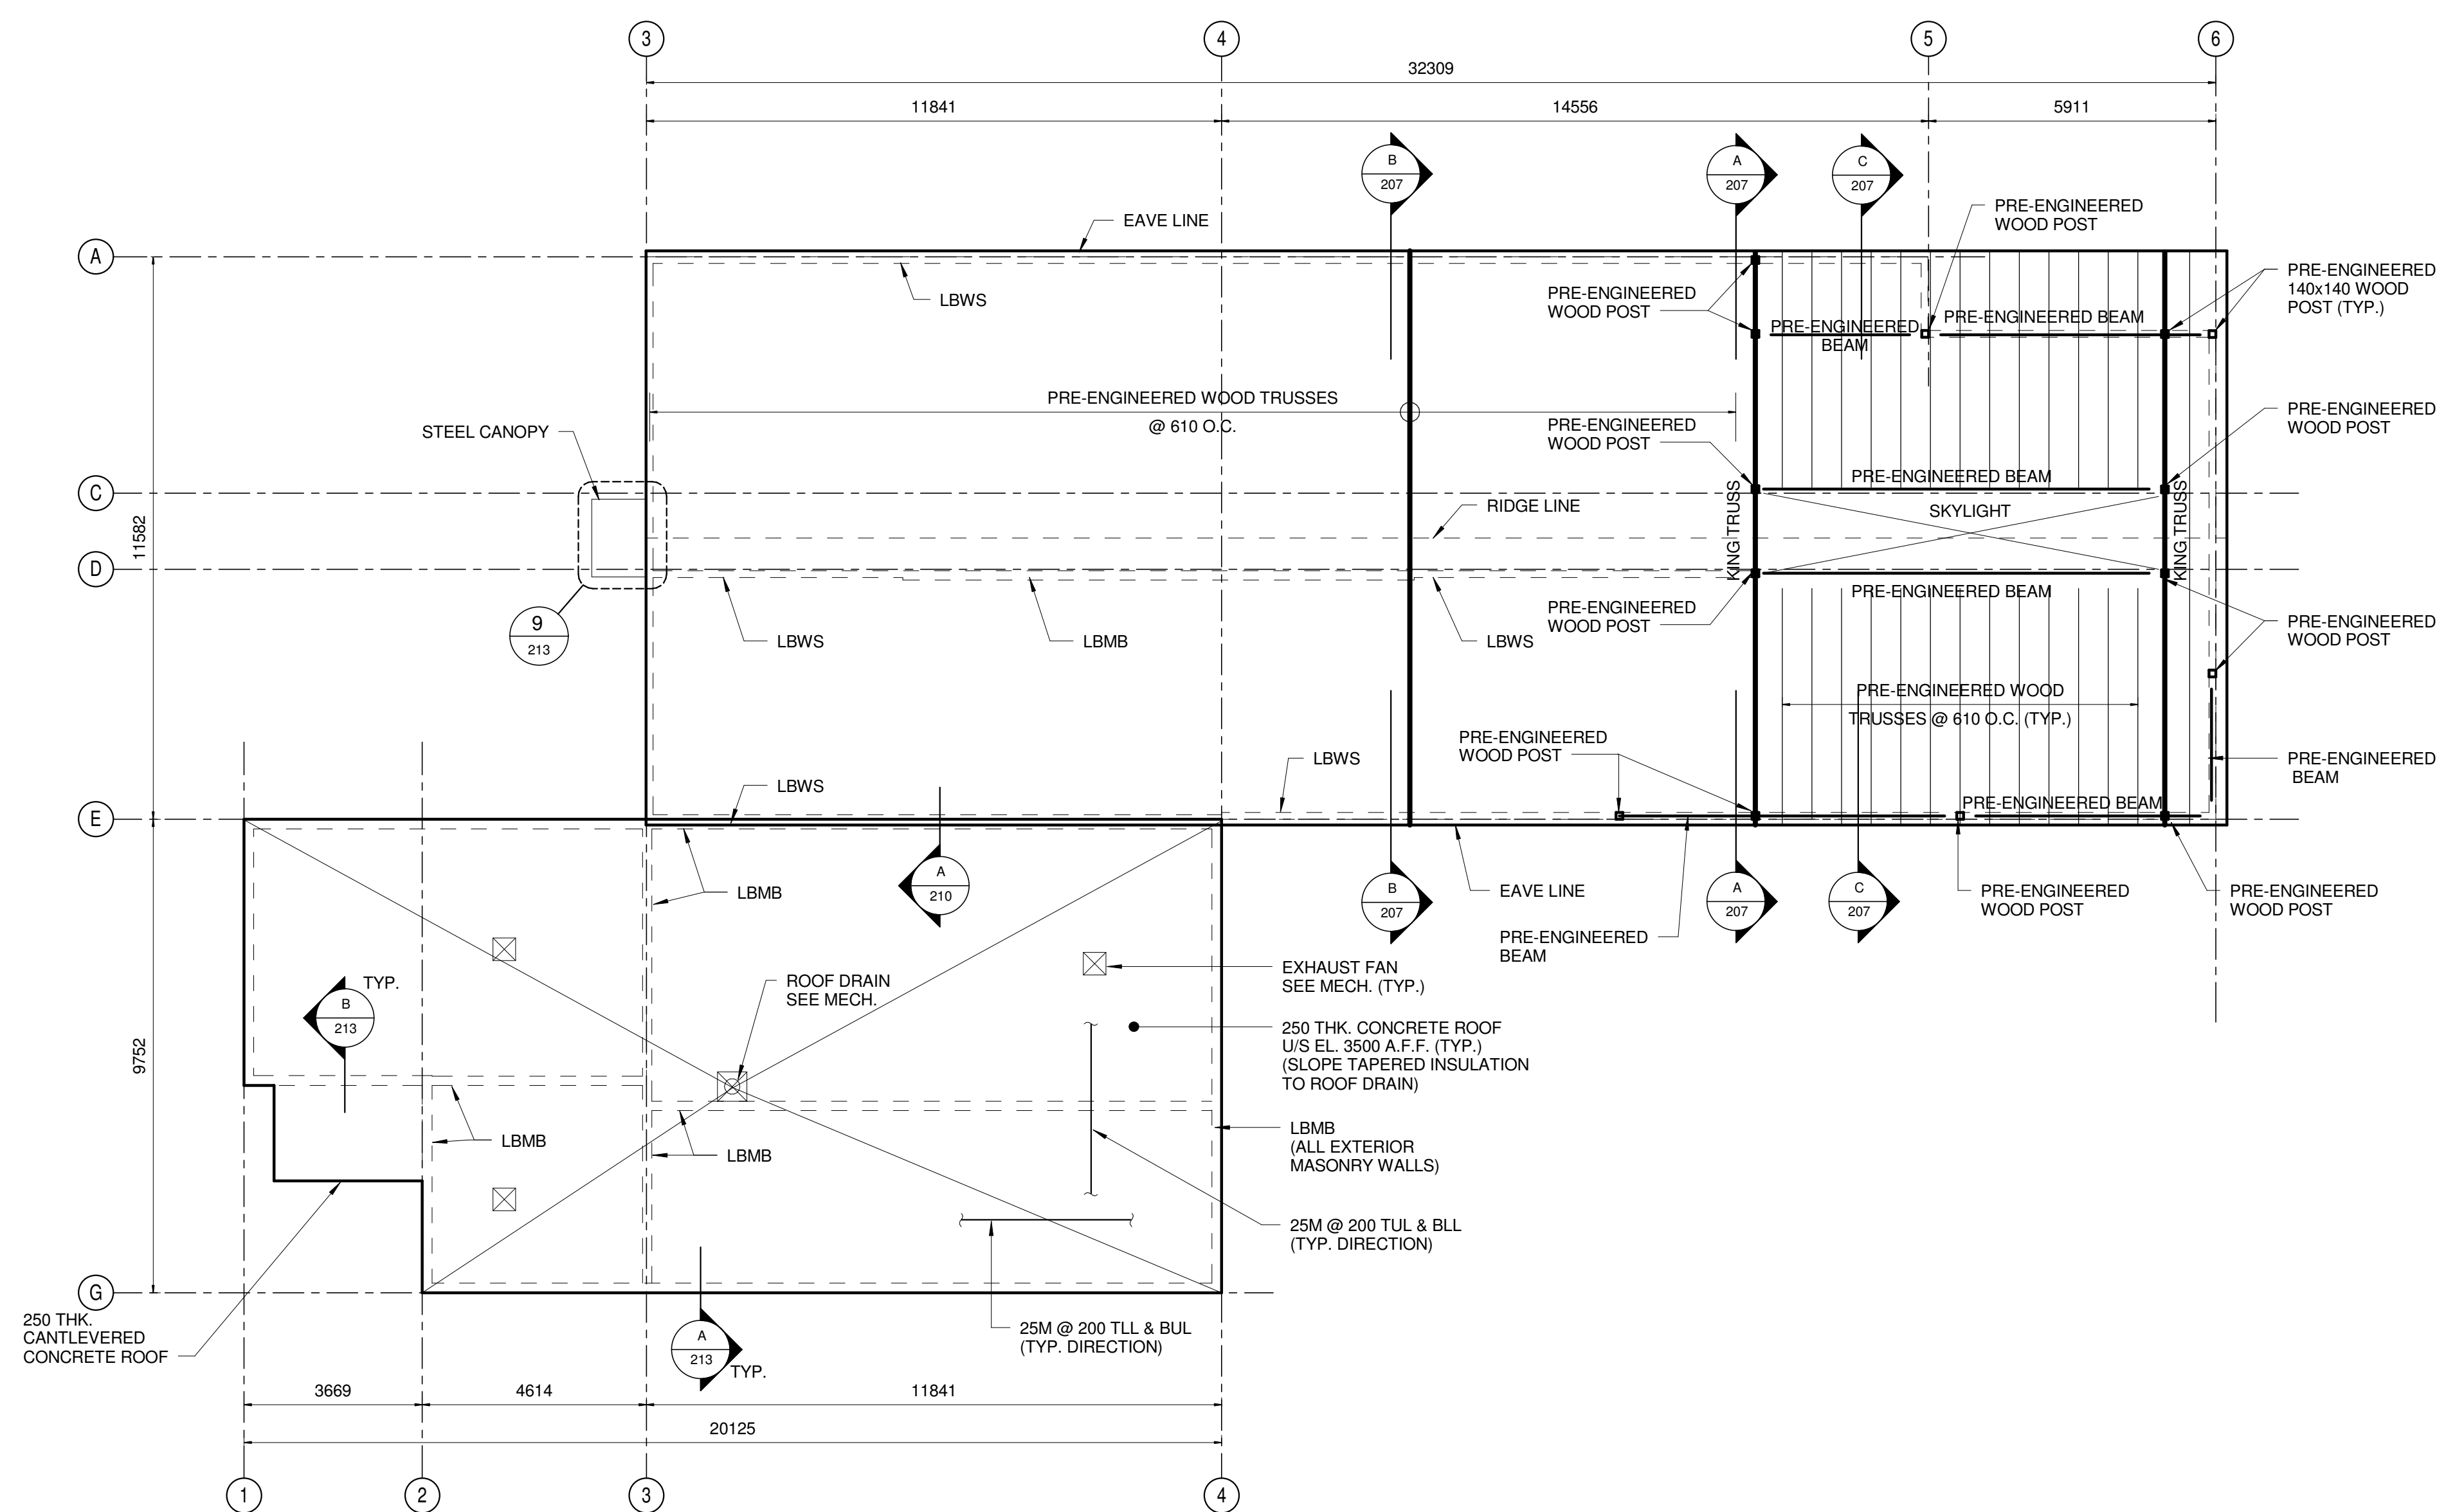 3
4
5
6
32309
11841
14556
5911
B
207
A
207
C
207
PRE-ENGINEERED
WOOD POST
EAVE LINE
A
LBWS
PRE-ENGINEERED
WOOD POST
PRE-ENGINEERED
BEAM
PRE-ENGINEERED BEAM
PRE-ENGINEERED
140x140 WOOD
POST (TYP.)
PRE-ENGINEERED WOOD TRUSSES
@ 610 O.C.
STEEL CANOPY
PRE-ENGINEERED
WOOD POST
PRE-ENGINEERED
WOOD POST
C
PRE-ENGINEERED BEAM
RIDGE LINE
KING TRUSS
SKYLIGHT
KING TRUSS
11582
D
PRE-ENGINEERED BEAM
9
213
LBWS
LBMB
LBWS
PRE-ENGINEERED
WOOD POST
PRE-ENGINEERED
WOOD POST
PRE-ENGINEERED WOOD
TRUSSES @ 610 O.C. (TYP.)
PRE-ENGINEERED
WOOD POST
LBWS
LBWS
PRE-ENGINEERED
BEAM
PRE-ENGINEERED BEAM
E
A
210
LBMB
B
207
EAVE LINE
A
207
C
207
PRE-ENGINEERED
WOOD POST
PRE-ENGINEERED
WOOD POST
PRE-ENGINEERED
BEAM
TYP.
B
213
ROOF DRAIN
SEE MECH.
EXHAUST FAN
SEE MECH. (TYP.)
250 THK. CONCRETE ROOF
U/S EL. 3500 A.F.F. (TYP.)
(SLOPE TAPERED INSULATION
TO ROOF DRAIN)
9752
LBMB
LBMB
LBMB
(ALL EXTERIOR
MASONRY WALLS)
25M @ 200 TUL & BLL
(TYP. DIRECTION)
G
250 THK.
CANTLEVERED
CONCRETE ROOF
A
213
TYP.
25M @ 200 TLL & BUL
(TYP. DIRECTION)
3669
4614
11841
20125
1
2
3
4